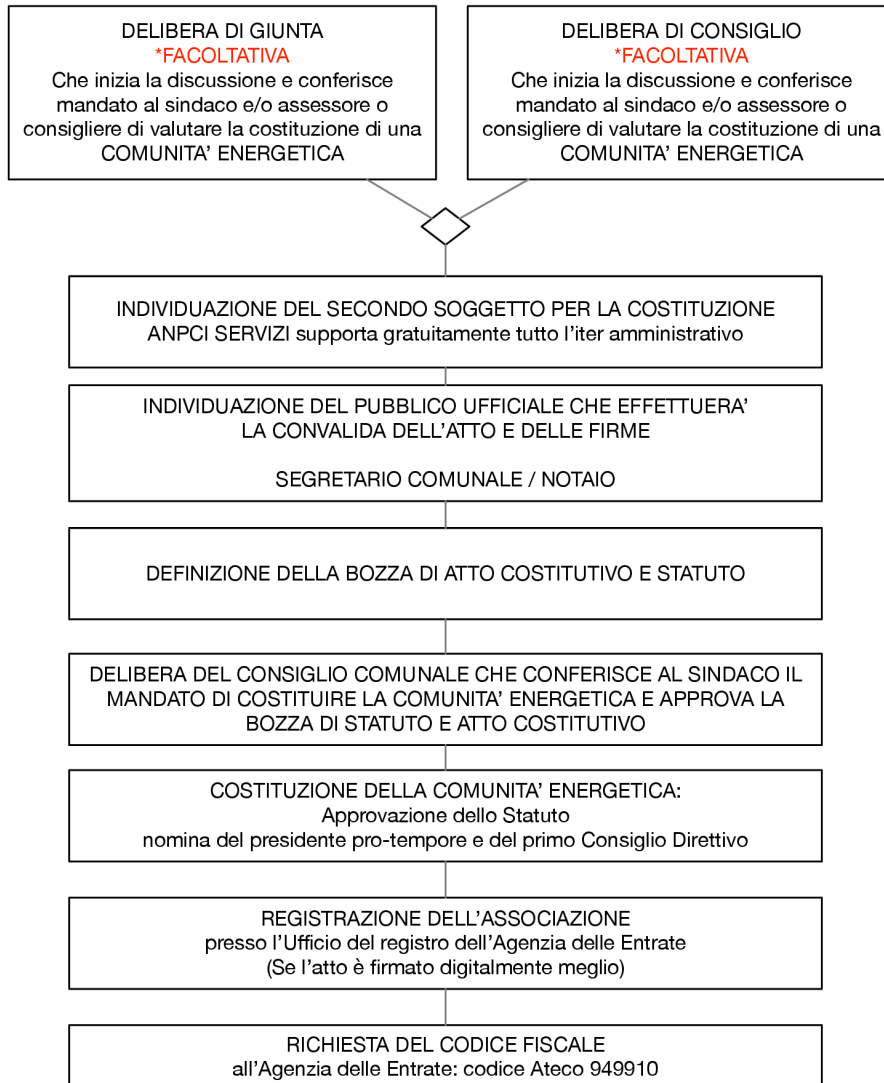 DELIBERA DI GIUNTA
*FACOLTATIVA
Che inizia la discussione e conferisce
mandato al sindaco e/o assessore o
consigliere di valutare la costituzione di una
COMUNITA’ ENERGETICA
DELIBERA DI CONSIGLIO
*FACOLTATIVA
Che inizia la discussione e conferisce
mandato al sindaco e/o assessore o
consigliere di valutare la costituzione di una
COMUNITA’ ENERGETICA
INDIVIDUAZIONE DEL SECONDO SOGGETTO PER LA COSTITUZIONE
ANPCI SERVIZI supporta gratuitamente tutto l’iter amministrativo
INDIVIDUAZIONE DEL PUBBLICO UFFICIALE CHE EFFETTUERA’
LA CONVALIDA DELL’ATTO E DELLE FIRME
SEGRETARIO COMUNALE / NOTAIO
DEFINIZIONE DELLA BOZZA DI ATTO COSTITUTIVO E STATUTO
DELIBERA DEL CONSIGLIO COMUNALE CHE CONFERISCE AL SINDACO IL
MANDATO DI COSTITUIRE LA COMUNITA’ ENERGETICA E APPROVA LA
BOZZA DI STATUTO E ATTO COSTITUTIVO
COSTITUZIONE DELLA COMUNITA’ ENERGETICA:
Approvazione dello Statuto
nomina del presidente pro-tempore e del primo Consiglio Direttivo
REGISTRAZIONE DELL’ASSOCIAZIONE
presso l’Ufficio del registro dell’Agenzia delle Entrate
(Se l’atto è firmato digitalmente meglio)
RICHIESTA DEL CODICE FISCALE
all’Agenzia delle Entrate: codice Ateco 949910